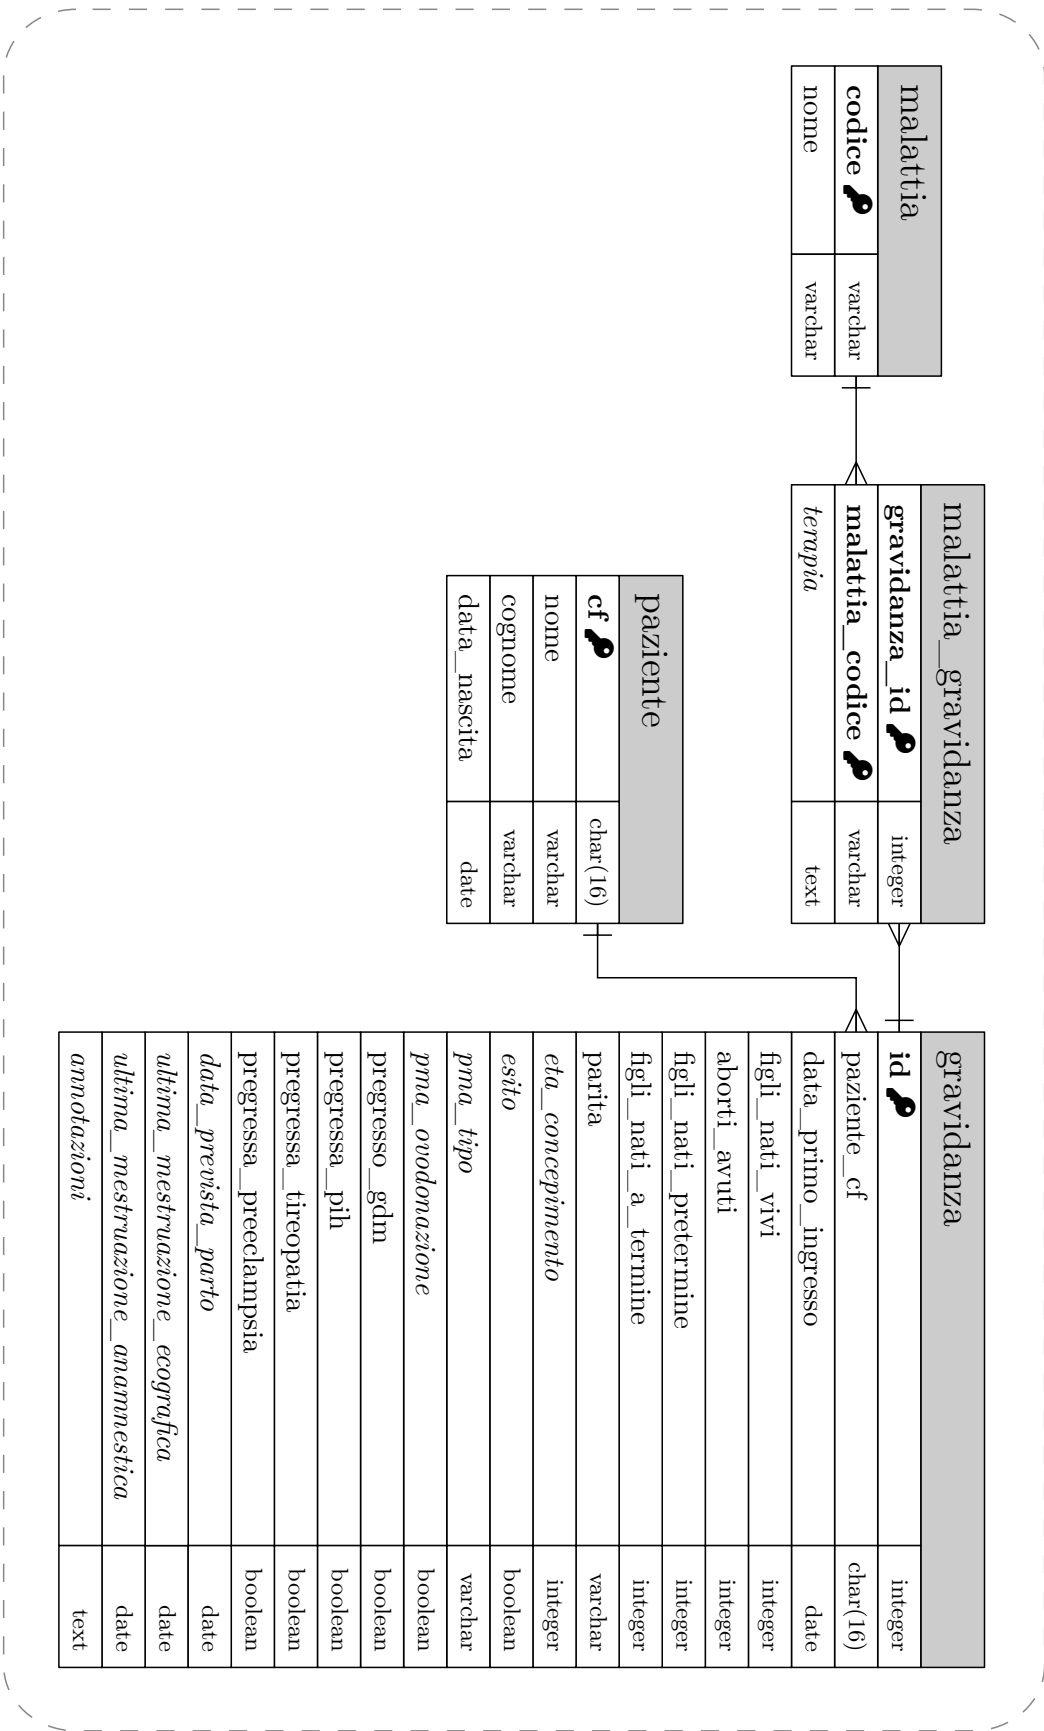 malattia
codice varchar
nome varchar
malattia_gravidanza
gravidanza_id integer
malattia_codice varchar
terapia text
paziente
cf char(16)
nome varchar
cognome varchar
data_nascita date
gravidanza
id integer
paziente_cf char(16)
data_primo_ingresso date
figli_nati_vivi integer
aborti_avuti integer
figli_nati_pretermine integer
figli_nati_a_termine integer
parita varchar
eta_concepimento integer
esito boolean
pma_tipo varchar
pma_ovodonazione boolean
pregresso_gdm boolean
pregressa_pih boolean
pregressa_tireopatia boolean
pregressa_preclampsia boolean
data_prevista_parto date
ultima_mestruazione_ecografica date
ultima_mestruazione_anamnestica date
annotazioni text